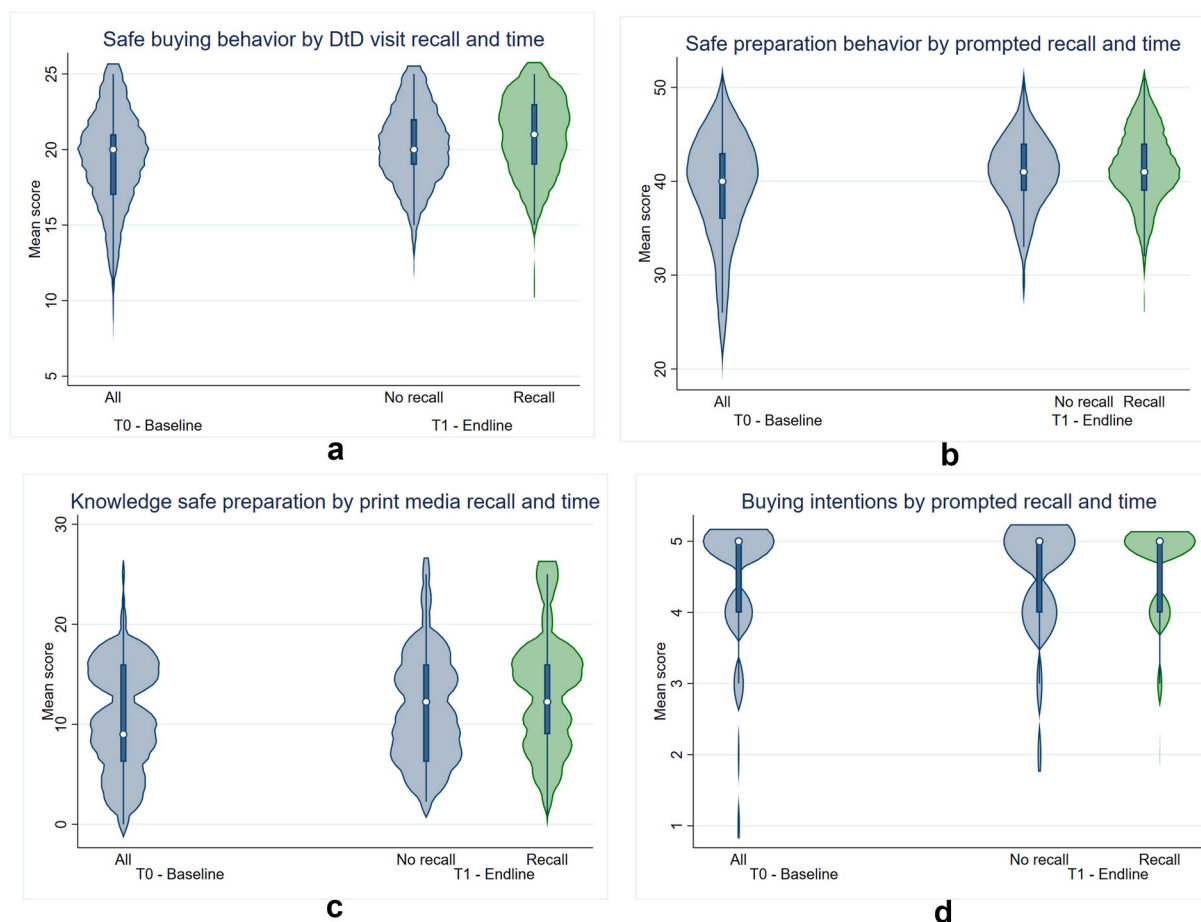 Safe buying behavior by DtD visit recall and time
Mean score
25
20
15
10
5
All
No recall
Recall
T0 - Baseline
T1 - Endline
a
Safe preparation behavior by prompted recall and time
Mean score
50
40
30
20
All
No recall
Recall
T0 - Baseline
T1 - Endline
b
Knowledge safe preparation by print media recall and time
Mean score
30
20
10
0
All
No recall
Recall
T0 - Baseline
T1 - Endline
c
Buying intentions by prompted recall and time
Mean score
5
4
3
2
1
All
No recall
Recall
T0 - Baseline
T1 - Endline
d